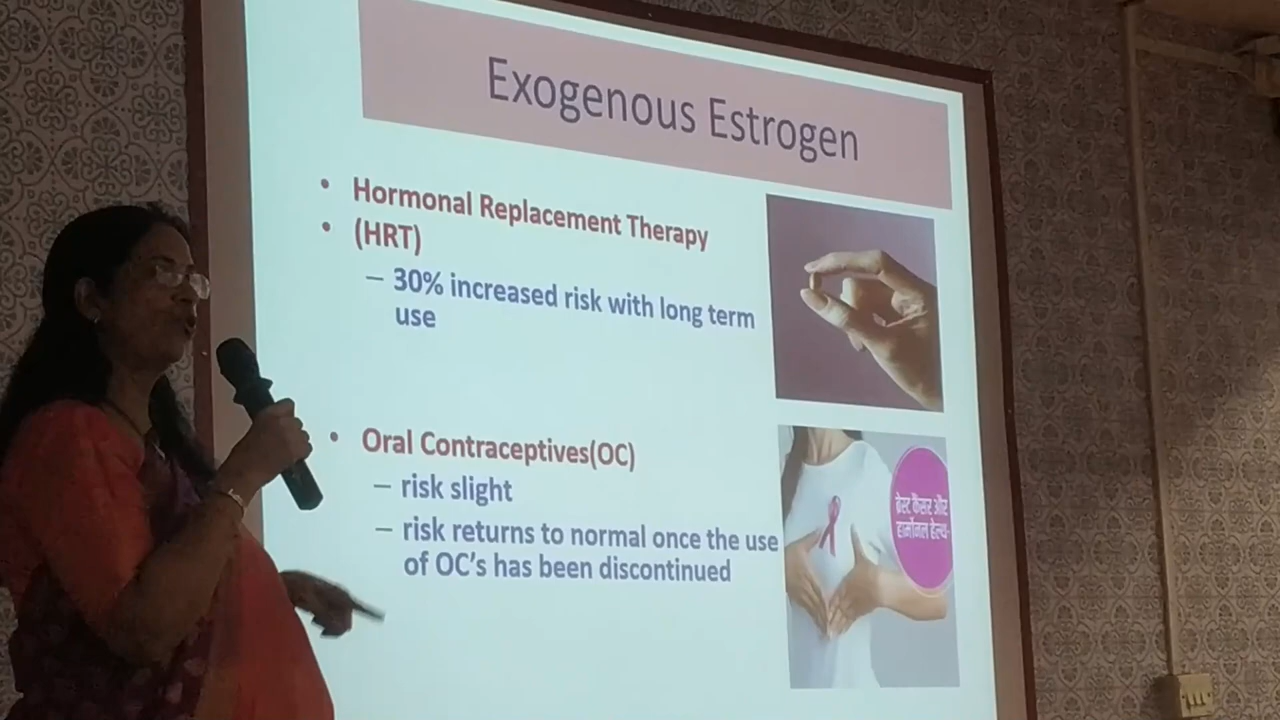 Exogenous Estrogen
• Hormonal Replacement Therapy
• (HRT)
– 30% increased risk with long term
use
• Oral Contraceptives(OC)
– risk slight
– risk returns to normal once the use
of OC's has been discontinued
ब्रेस्ट कैंसर और
हार्मोनल हेल्थ-